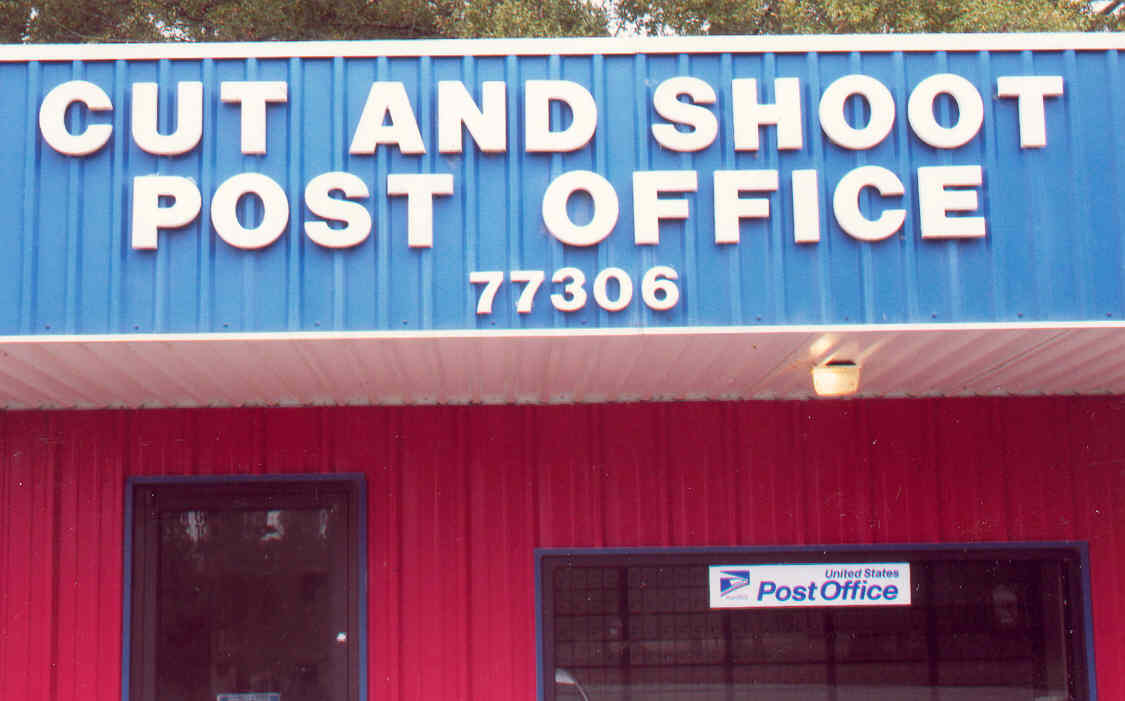 CUT AND SHOOT
POST OFFICE
77306
United States
Post Office